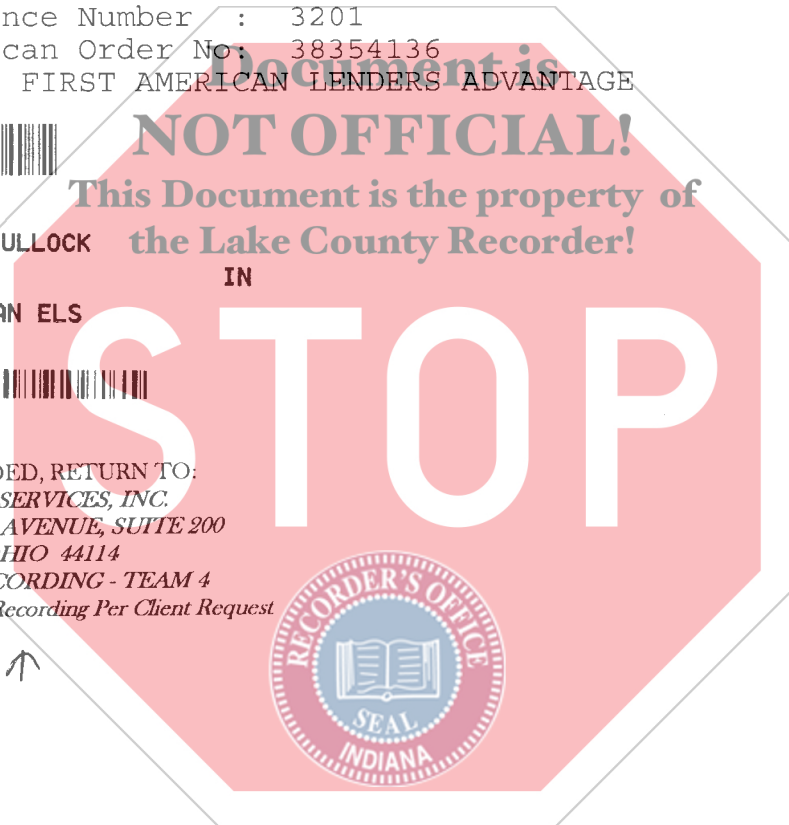 nce Number : 3201
can Order No: 38354136
FIRST AMERICAN LENDERS ADVANTAGE
Document is
NOT OFFICIAL!
This Document is the property of
the Lake County Recorder!
ULLOCK
IN
AN ELS
STOP
DED, RETURN TO:
SERVICES, INC.
AVENUE, SUITE 200
HIO 44114
CORDING - TEAM 4
Recording Per Client Request
RECORDER'S OFFICE
SEAL
INDIANA